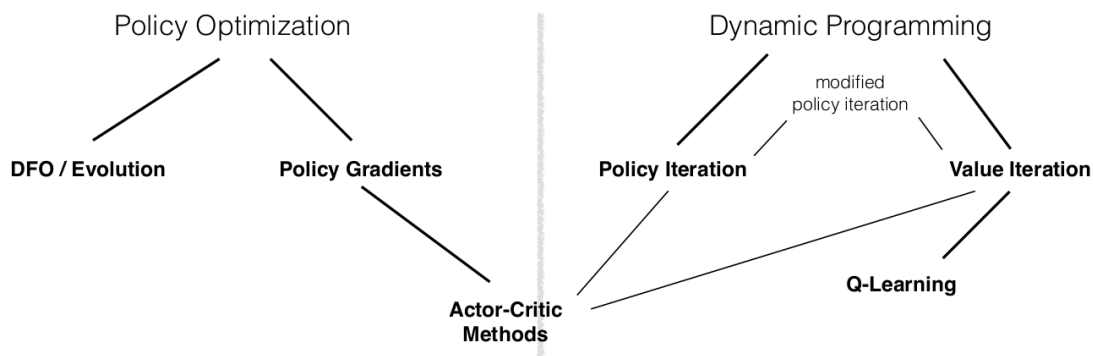 Policy Optimization
Dynamic Programming
modified
policy iteration
DFO / Evolution
Policy Gradients
Policy Iteration
Value Iteration
Q-Learning
Actor-Critic
Methods